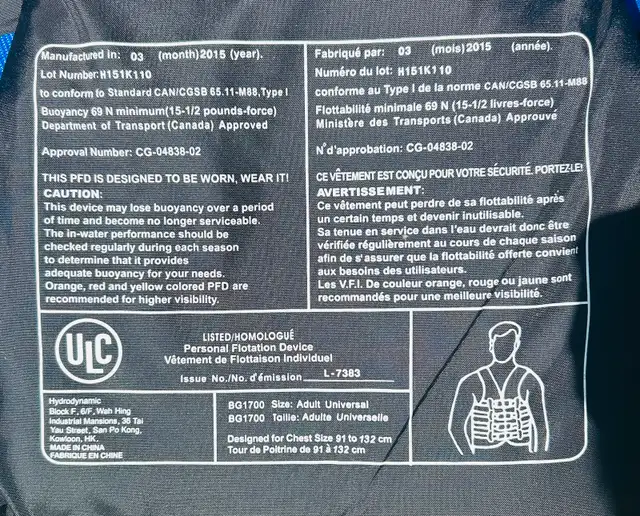 Manufactured in: 03 (month) 2015 (year).
Lot Number: H151K110
to conform to Standard CAN/CGSB 65.11-M88, Type I
Buoyancy 69 N minimum (15-1/2 pounds-force)
Department of Transport (Canada) Approved
Approval Number: CG-04838-02
THIS PFD IS DESIGNED TO BE WORN, WEAR IT!
CAUTION:
This device may lose buoyancy over a period
of time and become no longer serviceable.
The in-water performance should be
checked regularly during each season
to determine that it provides
adequate buoyancy for your needs.
Orange, red and yellow colored PFD are
recommended for higher visibility.
Fabriqué par: 03 (mois) 2015 (année).
Numéro du lot: H151K110
conforme au Type I de la norme CAN/CGSB 65.11-M88
Flottabilité minimale 69 N (15-1/2 livres-force)
Ministère des Transports (Canada) Approuvé
N°d'approbation: CG-04838-02
CE VÊTEMENT EST CONÇU POUR VOTRE SÉCURITÉ. PORTEZ-LE!
AVERTISSEMENT:
Ce vêtement peut perdre de sa flottabilité après
un certain temps et devenir inutilisable.
Sa tenue en service dans l'eau devrait donc être
vérifiée régulièrement au cours de chaque saison
afin de s'assurer que la flottabilité offerte convient
aux besoins des utilisateurs.
Les V.F.I. De couleur orange, rouge ou jaune sont
recommandés pour une meilleure visibilité.
ULC
LISTED/HOMOLOGUÉ
Personal Flotation Device
Vêtement de Flottaison Individuel
Issue No./No. d'émission L-7383
Hydrodynamic
Block F, 6/F, Wah Hing
Industrial Mansions, 36 Tai
Yau Street, San Po Kong,
Kowloon, HK.
MADE IN CHINA
FABRIQUE EN CHINE
BG1700 Size: Adult Universal
BG1700 Taille: Adulte Universelle
Designed for Chest Size 91 to 132 cm
Tour de Poitrine de 91 à 132 cm